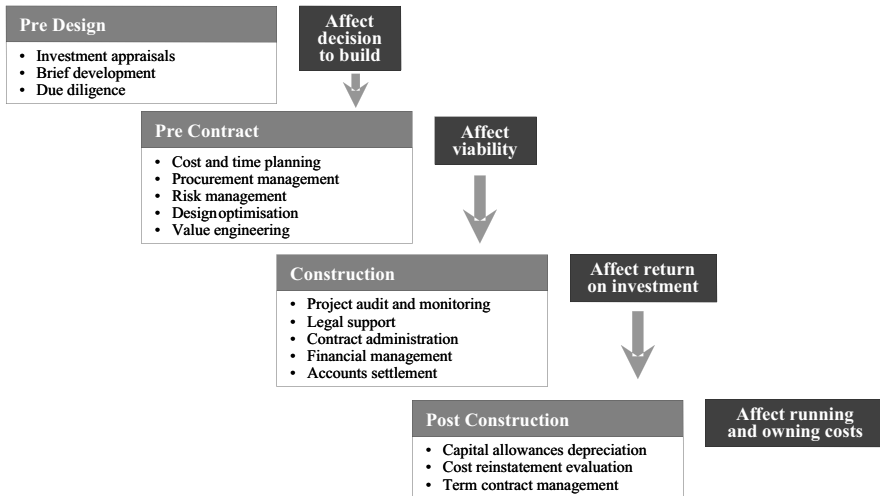 Pre Design
• Investment appraisals
• Brief development
• Due diligence
Affect
decision
to build
Pre Contract
• Cost and time planning
• Procurement management
• Risk management
• Design optimisation
• Value engineering
Affect
viability
Construction
• Project audit and monitoring
• Legal support
• Contract administration
• Financial management
• Accounts settlement
Affect return
on investment
Post Construction
• Capital allowances depreciation
• Cost reinstatement evaluation
• Term contract management
Affect running
and owning costs